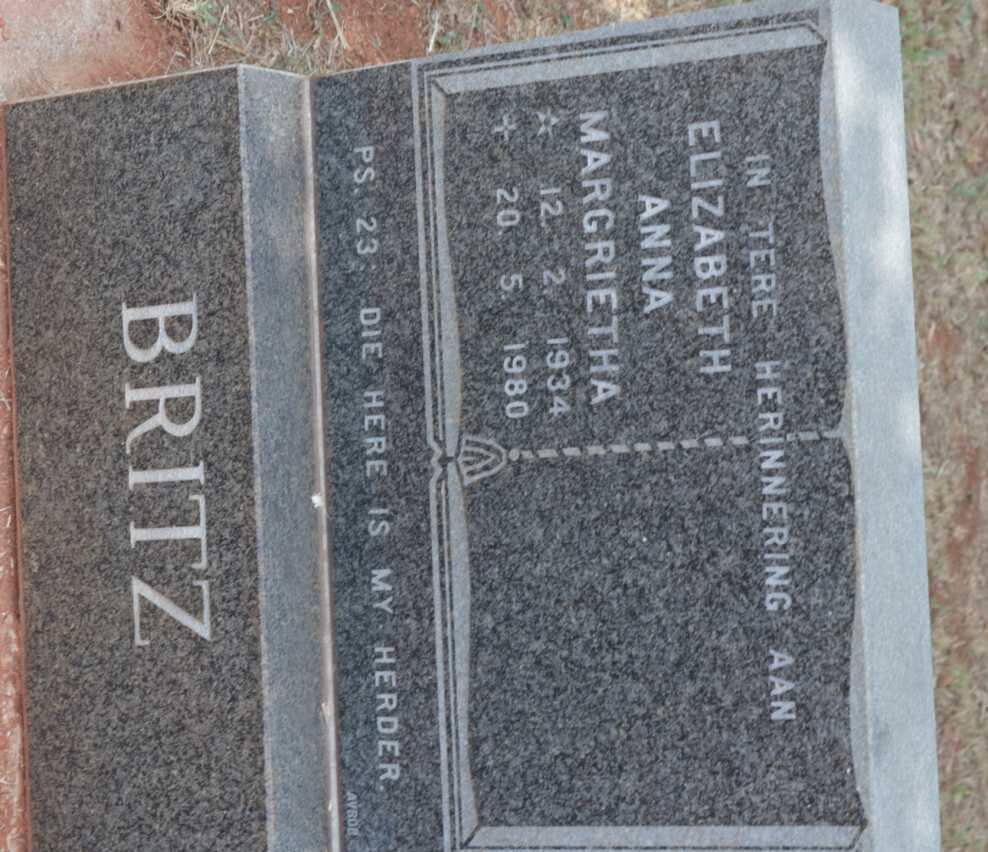 IN TERE HERINNERING AAN
ELIZABETH
ANNA
MARGRIETHA
☆ 12. 2. 1934
✝ 20. 5. 1980
PS. 23. DIE HERE IS MY HERDER.
BRITZ